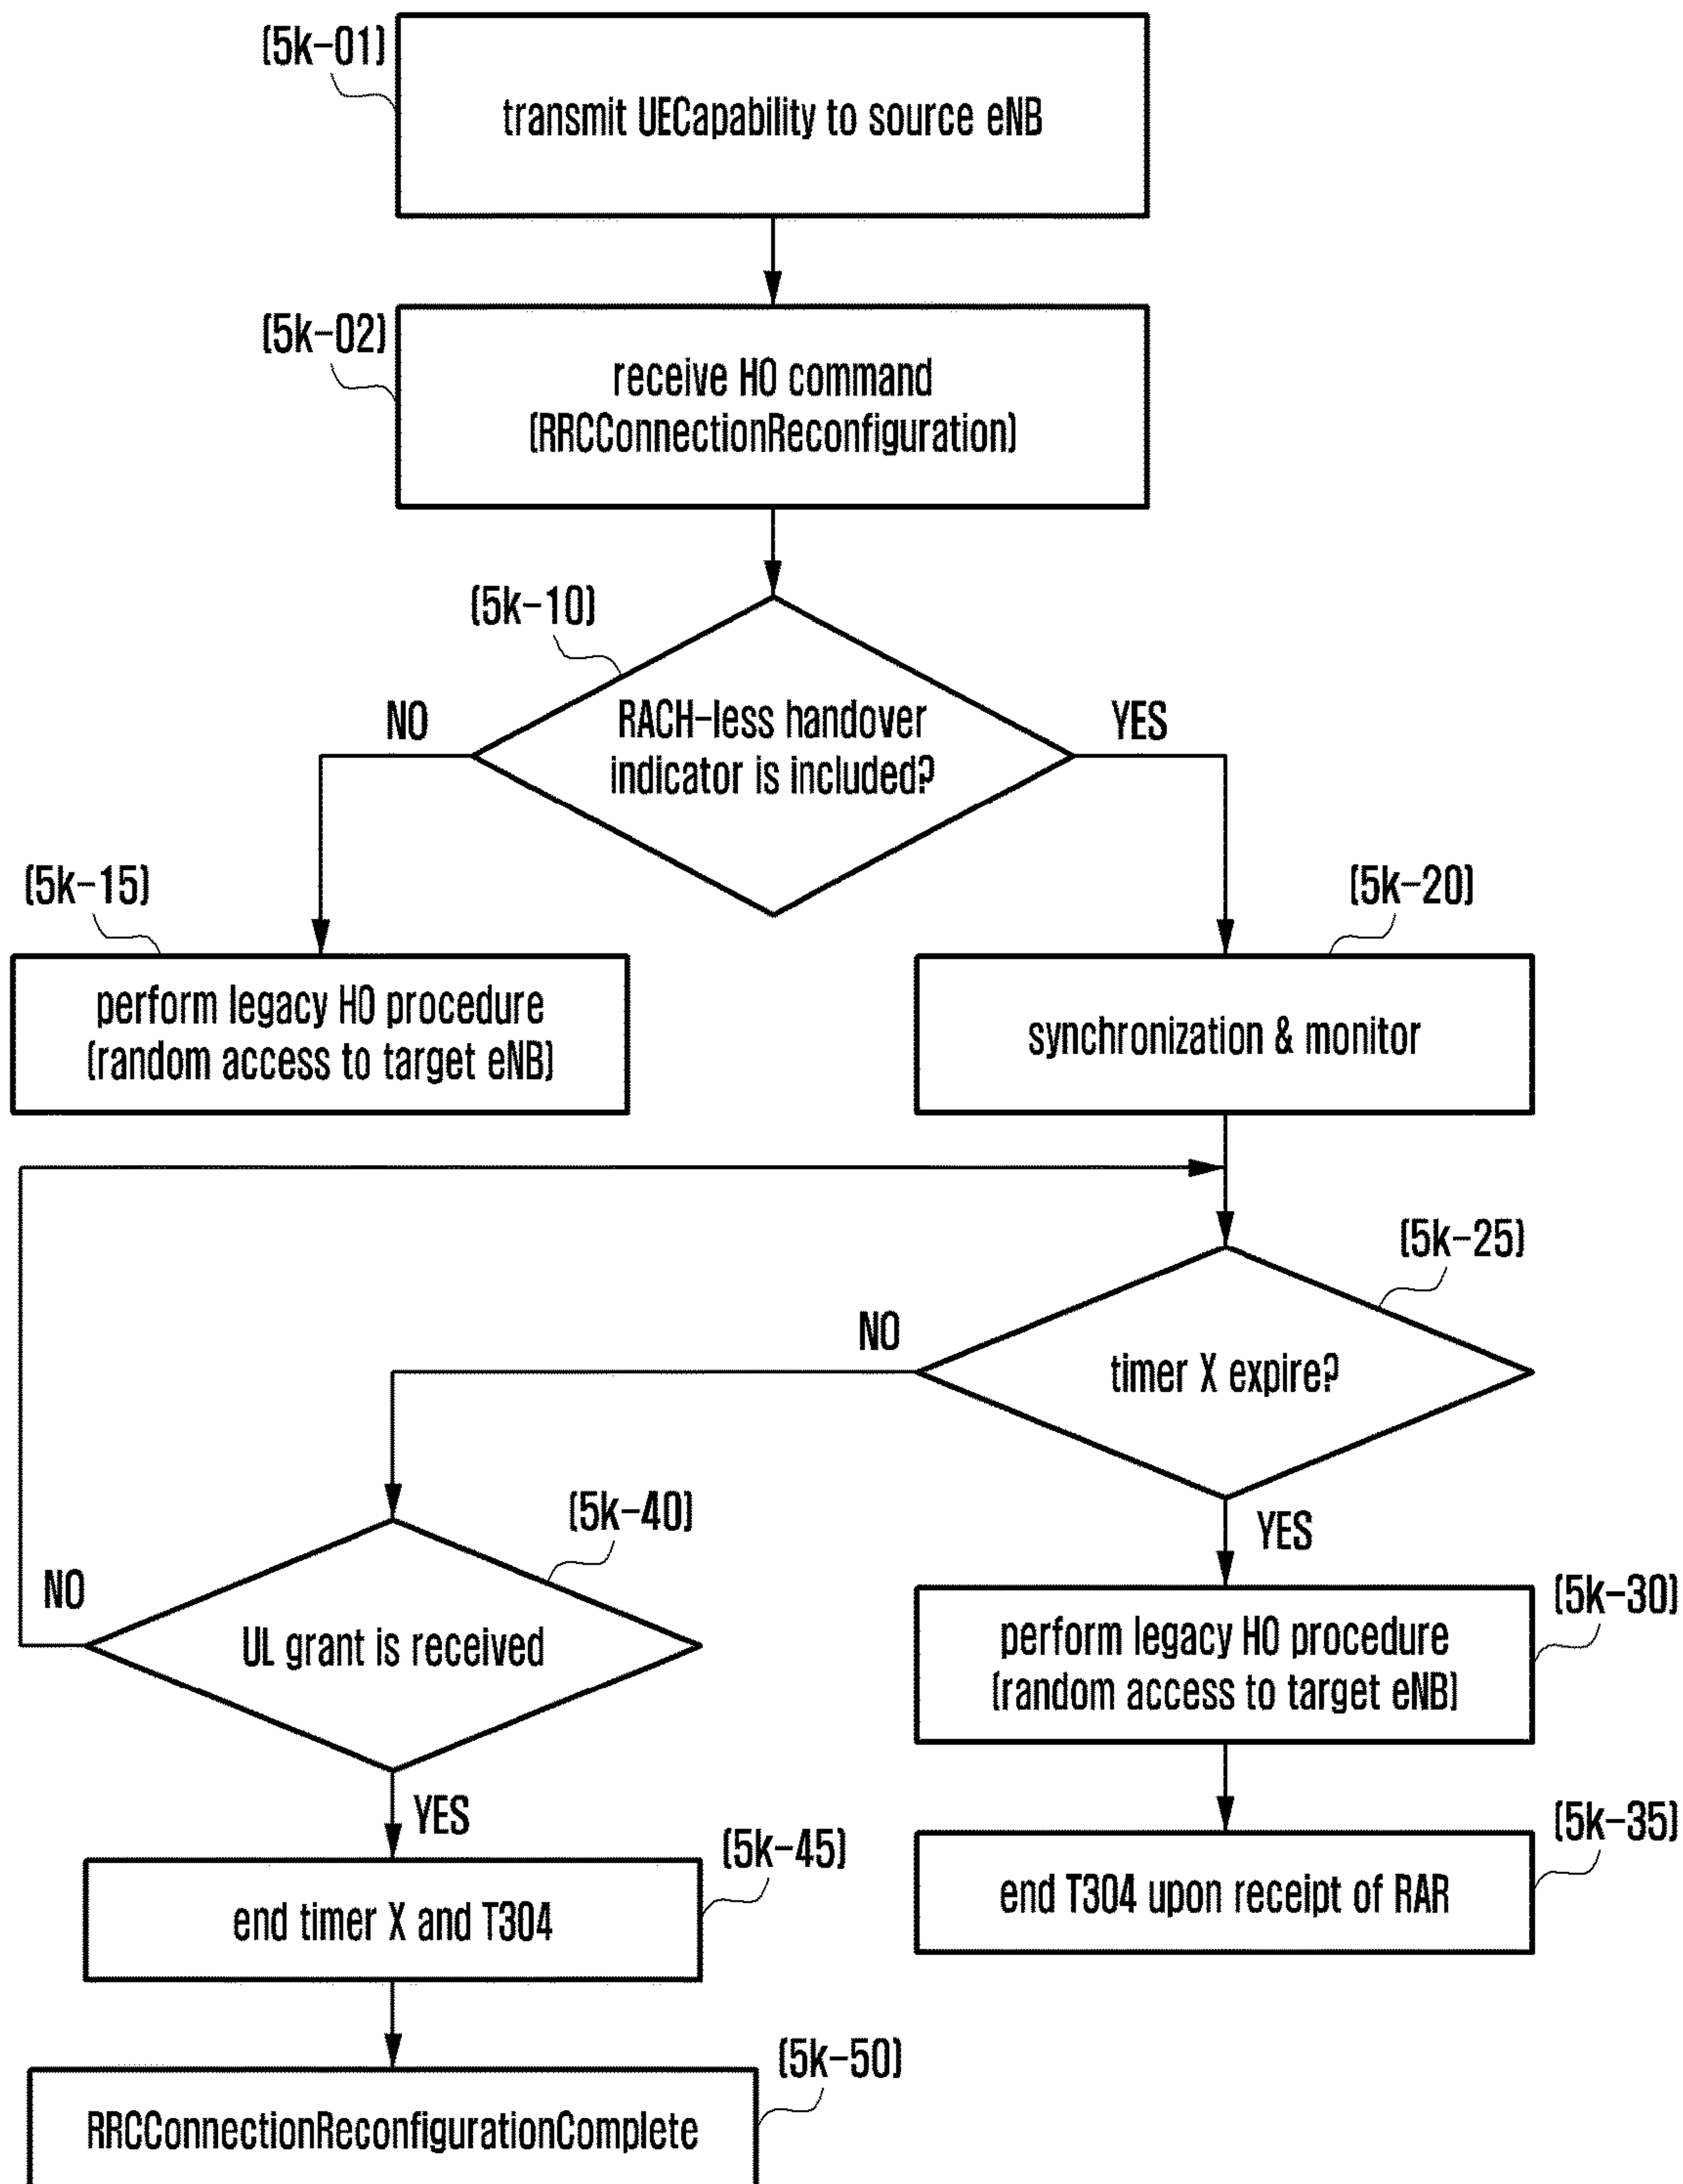 (5k-01)
transmit UECapability to source eNB
(5k-02)
receive HO command
(RRCConnectionReconfiguration)
(5k-10)
RACH-less handover
indicator is included?
NO
YES
(5k-15)
perform legacy HO procedure
(random access to target eNB)
(5k-20)
synchronization & monitor
(5k-25)
timer X expire?
NO
YES
(5k-40)
UL grant is received
NO
YES
(5k-30)
perform legacy HO procedure
(random access to target eNB)
(5k-35)
end T304 upon receipt of RAR
(5k-45)
end timer X and T304
(5k-50)
RRCConnectionReconfigurationComplete